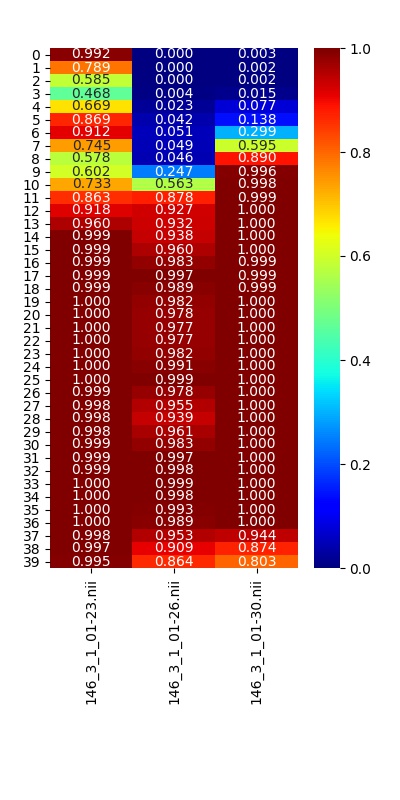 0 0.992 0.000 0.003
1 0.789 0.000 0.002
2 0.585 0.000 0.002
3 0.468 0.004 0.015
4 0.669 0.023 0.077
5 0.869 0.042 0.138
6 0.912 0.051 0.299
7 0.745 0.049 0.595
8 0.578 0.046 0.890
9 0.602 0.247 0.996
10 0.733 0.563 0.998
11 0.863 0.878 0.999
12 0.918 0.927 1.000
13 0.960 0.932 1.000
14 0.999 0.938 1.000
15 0.999 0.960 1.000
16 0.999 0.983 0.999
17 0.999 0.997 0.999
18 0.999 0.989 0.999
19 1.000 0.982 1.000
20 1.000 0.978 1.000
21 1.000 0.977 1.000
22 1.000 0.977 1.000
23 1.000 0.982 1.000
24 1.000 0.991 1.000
25 1.000 0.999 1.000
26 0.999 0.978 1.000
27 0.998 0.955 1.000
28 0.998 0.939 1.000
29 0.998 0.961 1.000
30 0.999 0.983 1.000
31 0.999 0.997 1.000
32 0.999 0.998 1.000
33 0.999 0.999 1.000
34 1.000 0.998 1.000
35 1.000 0.993 1.000
36 1.000 0.989 1.000
37 0.998 0.953 0.944
38 0.997 0.909 0.874
39 0.995 0.864 0.803
146_3_1_01-23.nii
146_3_1_01-26.nii
146_3_1_01-30.nii
1.0
0.8
0.6
0.4
0.2
0.0